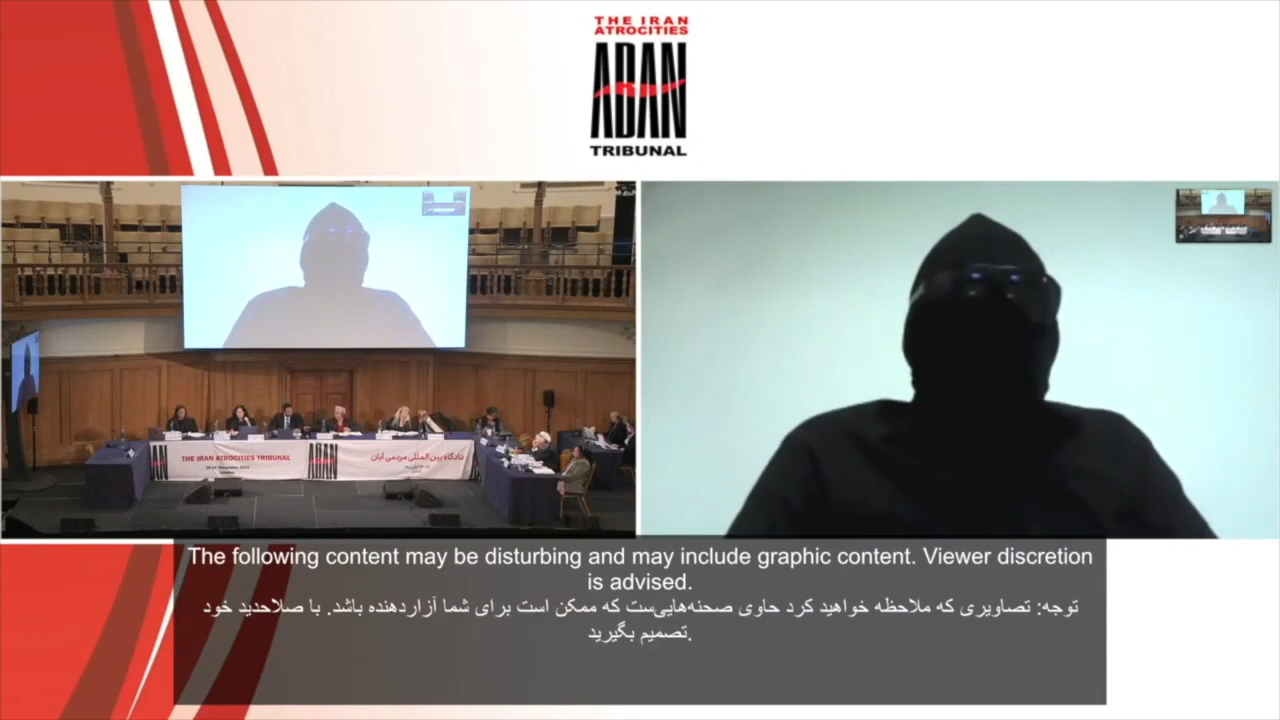 THE IRAN
ATROCITIES
ABAN
TRIBUNAL
THE IRAN ATROCITIES TRIBUNAL
ABAN
دادگاه بین‌المللی مردمی آبان
The following content may be disturbing and may include graphic content. Viewer discretion
is advised.
توجه: تصاویری که ملاحظه خواهید کرد حاوی صحنه‌هایی‌ست که ممکن است برای شما آزاردهنده باشد. با صلاحدید خود
تصمیم بگیرید.